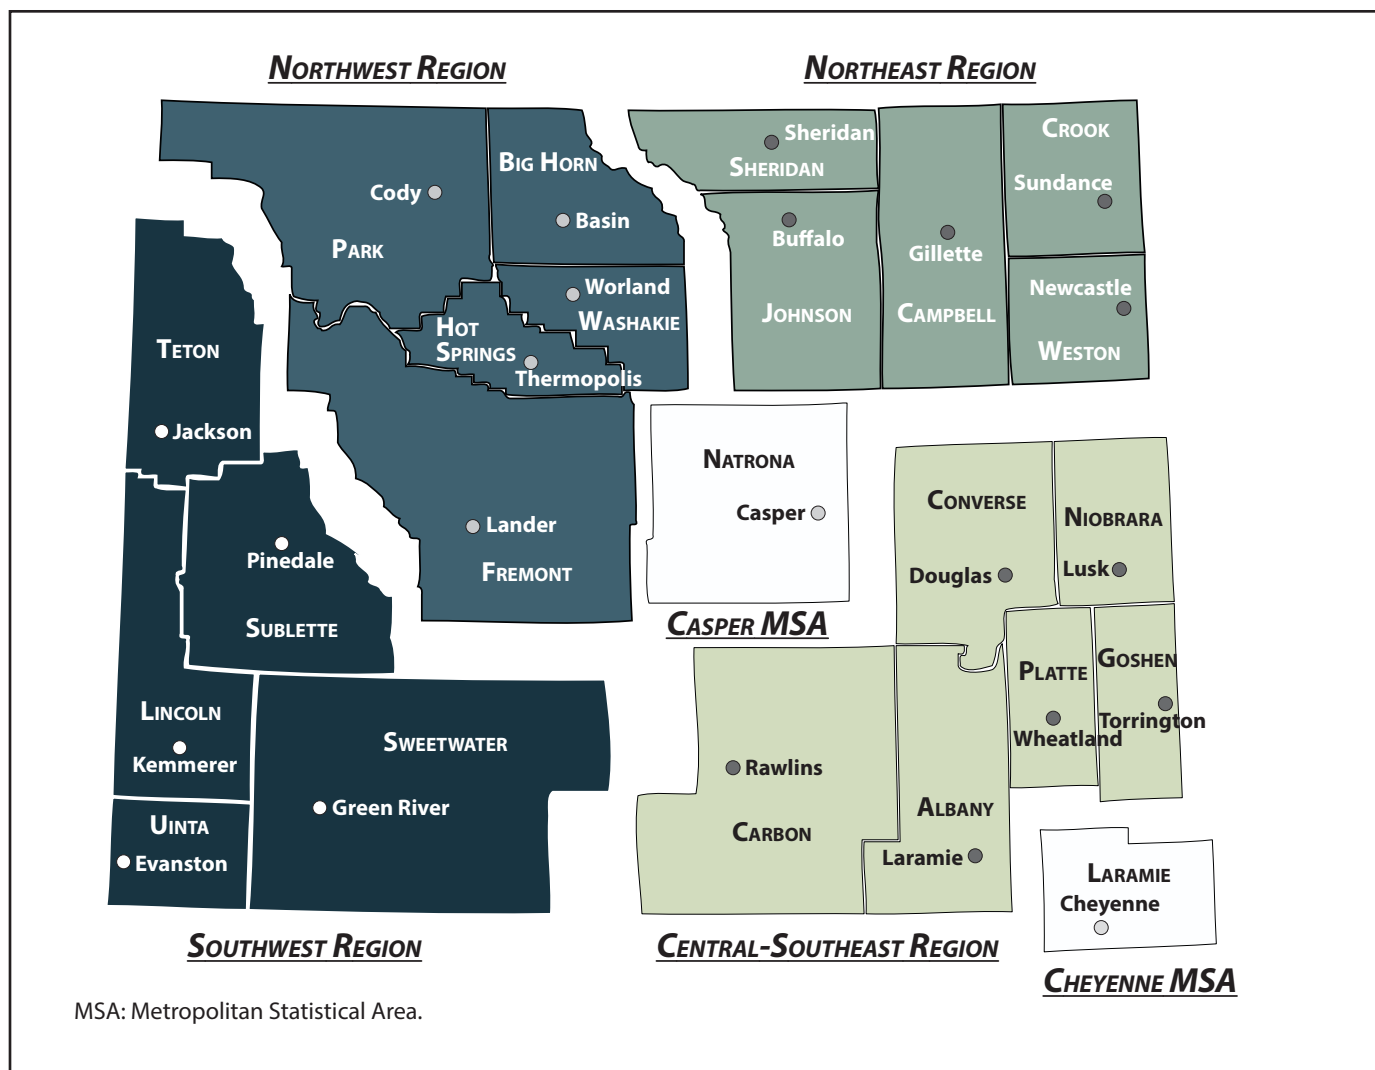 Northwest Region
Northeast Region
Park
Cody
Big Horn
Basin
Worland
Washakie
Hot
Springs
Thermopolis
Lander
Fremont
Sheridan
Sheridan
Buffalo
Johnson
Gillette
Campbell
Crook
Sundance
Newcastle
Weston
Teton
Jackson
Pinedale
Sublette
Lincoln
Kemmerer
Uinta
Evanston
Sweetwater
Green River
Southwest Region
Natrona
Casper
Casper MSA
Converse
Douglas
Niobrara
Lusk
Platte
Wheatland
Goshen
Torrington
Rawlins
Carbon
Albany
Laramie
Central-Southeast Region
Laramie
Cheyenne
Cheyenne MSA
MSA: Metropolitan Statistical Area.